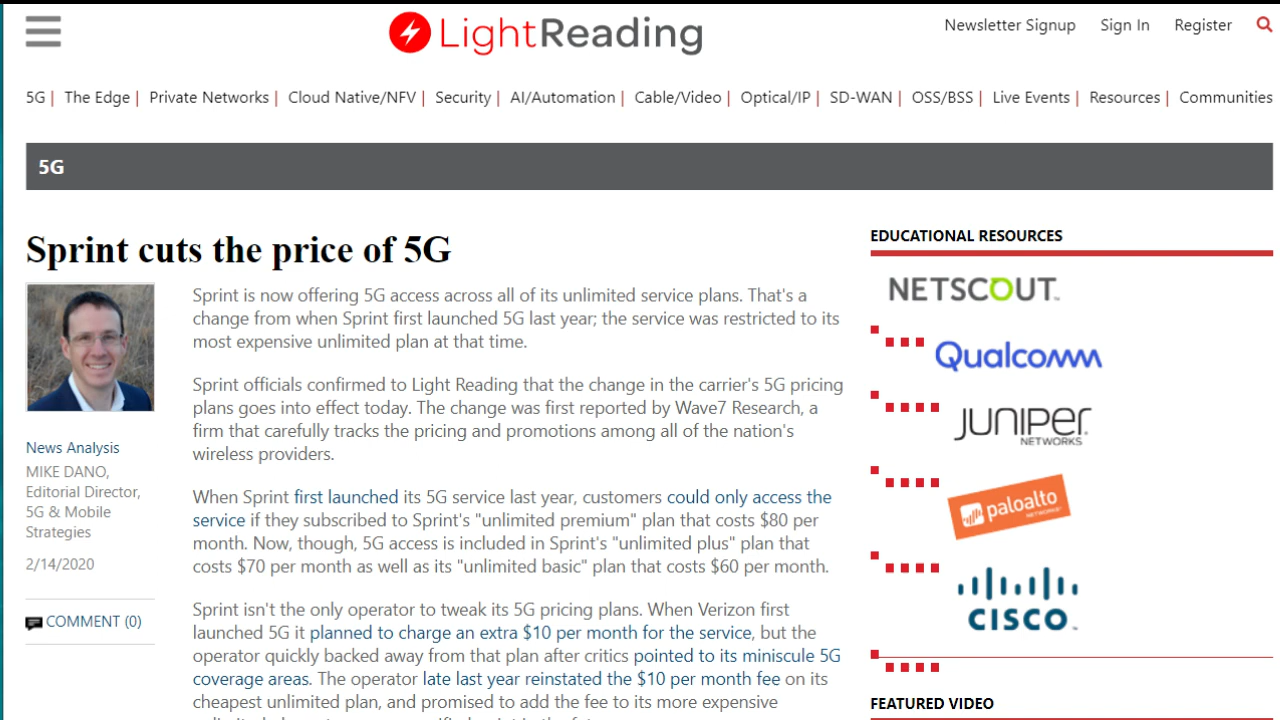 LightReading
Newsletter Signup Sign In Register
5G | The Edge | Private Networks | Cloud Native/NFV | Security | AI/Automation | Cable/Video | Optical/IP | SD-WAN | OSS/BSS | Live Events | Resources | Communities
5G
Sprint cuts the price of 5G
News Analysis
MIKE DANO,
Editorial Director,
5G & Mobile
Strategies
2/14/2020
COMMENT (0)
Sprint is now offering 5G access across all of its unlimited service plans. That's a
change from when Sprint first launched 5G last year; the service was restricted to its
most expensive unlimited plan at that time.
Sprint officials confirmed to Light Reading that the change in the carrier's 5G pricing
plans goes into effect today. The change was first reported by Wave7 Research, a
firm that carefully tracks the pricing and promotions among all of the nation's
wireless providers.
When Sprint first launched its 5G service last year, customers could only access the
service if they subscribed to Sprint's "unlimited premium" plan that costs $80 per
month. Now, though, 5G access is included in Sprint's "unlimited plus" plan that
costs $70 per month as well as its "unlimited basic" plan that costs $60 per month.
Sprint isn't the only operator to tweak its 5G pricing plans. When Verizon first
launched 5G it planned to charge an extra $10 per month for the service, but the
operator quickly backed away from that plan after critics pointed to its miniscule 5G
coverage areas. The operator late last year reinstated the $10 per month fee on its
cheapest unlimited plan, and promised to add the fee to its more expensive
EDUCATIONAL RESOURCES
NETSCOUT
Qualcomm
JUNIPER
NETWORKS
paloalto
NETWORKS
CISCO
FEATURED VIDEO